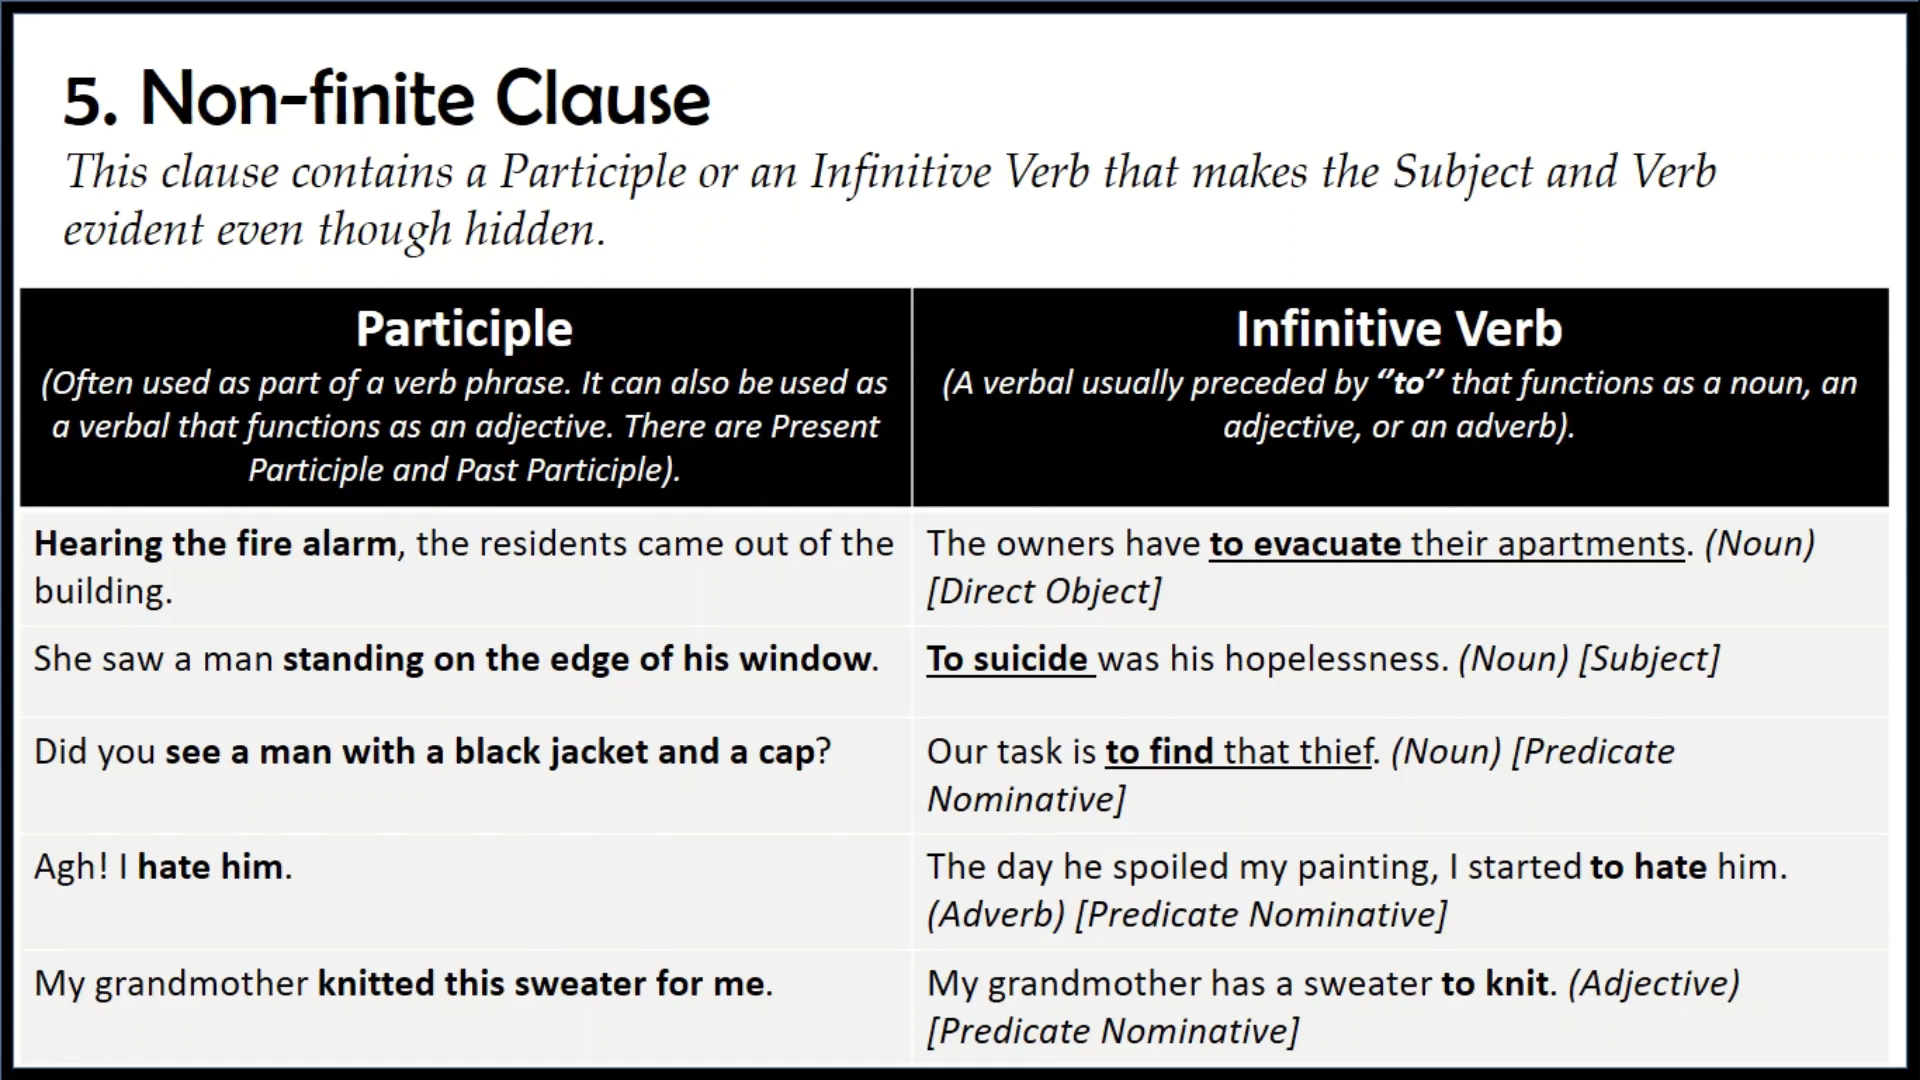 5. Non-finite Clause
This clause contains a Participle or an Infinitive Verb that makes the Subject and Verb
evident even though hidden.
Participle
(Often used as part of a verb phrase. It can also be used as
a verbal that functions as an adjective. There are Present
Participle and Past Participle).
Infinitive Verb
(A verbal usually preceded by “to” that functions as a noun, an
adjective, or an adverb).
Hearing the fire alarm, the residents came out of the
building.
The owners have to evacuate their apartments. (Noun)
[Direct Object]
She saw a man standing on the edge of his window.
To suicide was his hopelessness. (Noun) [Subject]
Did you see a man with a black jacket and a cap?
Our task is to find that thief. (Noun) [Predicate
Nominative]
Agh! I hate him.
The day he spoiled my painting, I started to hate him.
(Adverb) [Predicate Nominative]
My grandmother knitted this sweater for me.
My grandmother has a sweater to knit. (Adjective)
[Predicate Nominative]